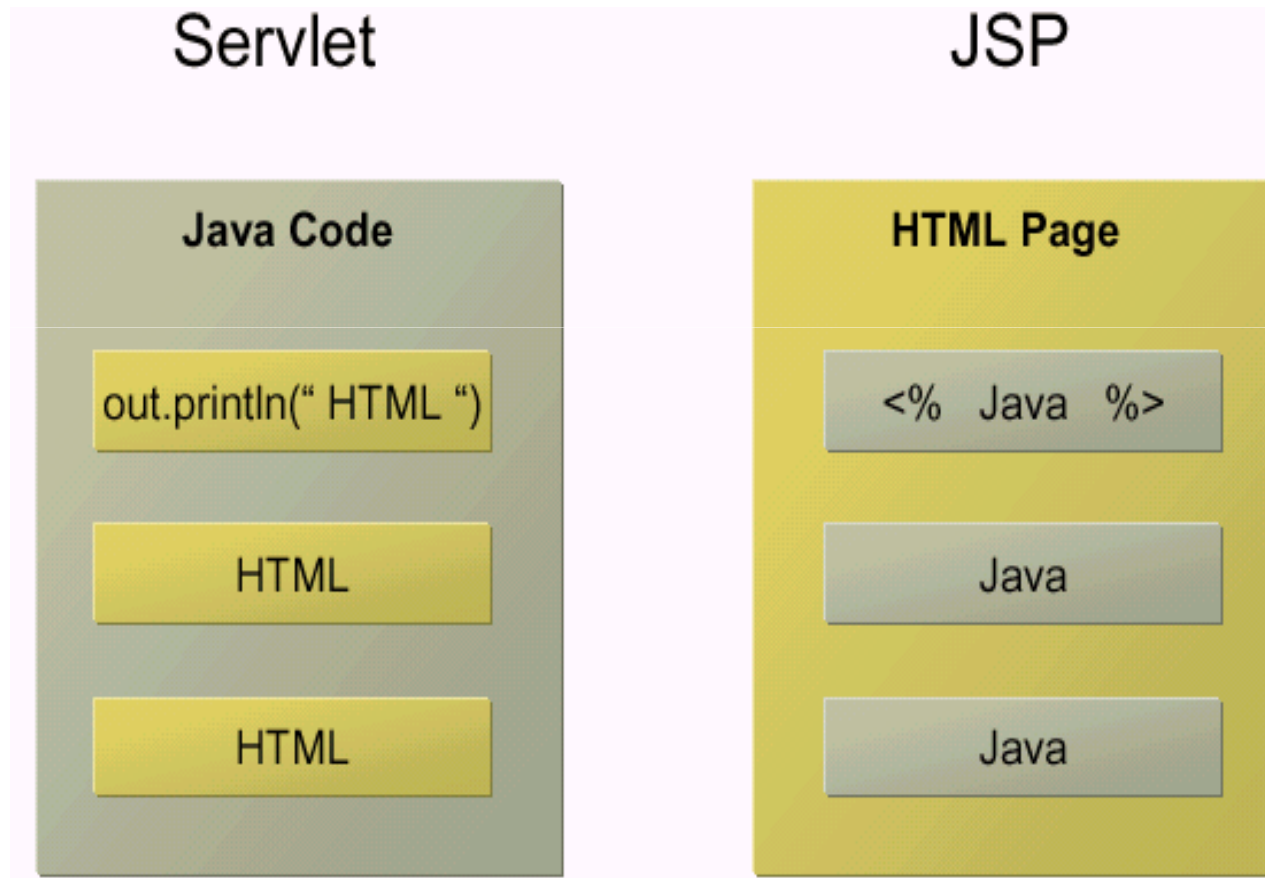 Servlet
Java Code
out.println(“ HTML “)
HTML
HTML
JSP
HTML Page
<% Java %>
Java
Java